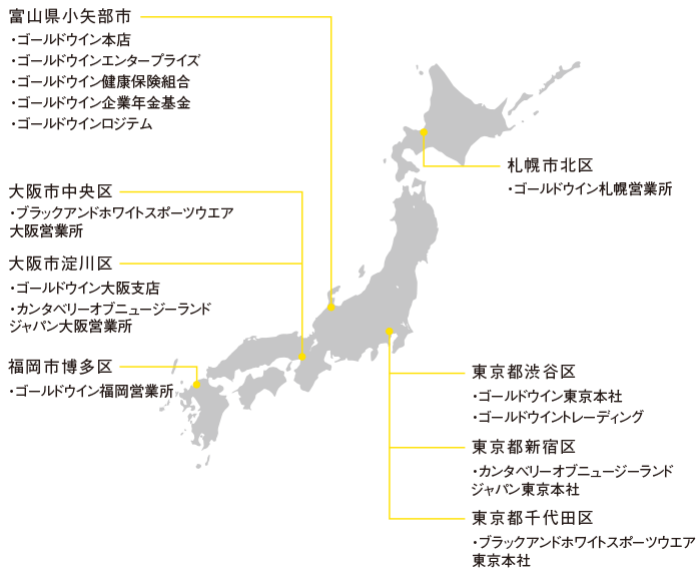 富山県小矢部市
・ゴールドウイン本店
・ゴールドウインエンタープライズ
・ゴールドウイン健康保険組合
・ゴールドウイン企業年金基金
・ゴールドウインロジテム
大阪市中央区
・ブラックアンドホワイトスポーツウエア
大阪営業所
大阪市淀川区
・ゴールドウイン大阪支店
・カンタベリーオブニュージーランド
ジャパン大阪営業所
福岡市博多区
・ゴールドウイン福岡営業所
札幌市北区
・ゴールドウイン札幌営業所
東京都渋谷区
・ゴールドウイン東京本社
・ゴールドウイントレーディング
東京都新宿区
・カンタベリーオブニュージーランド
ジャパン東京本社
東京都千代田区
・ブラックアンドホワイトスポーツウエア
東京本社